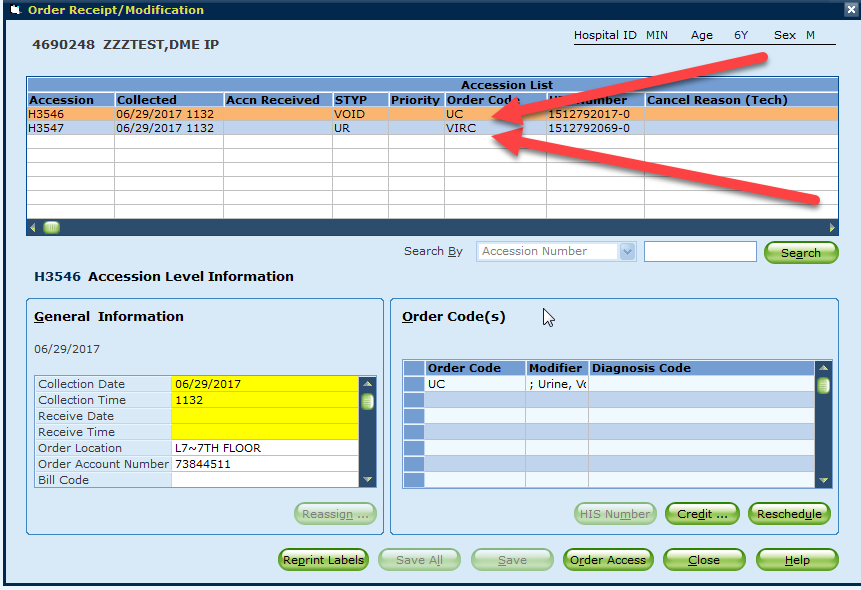 Order Receipt/Modification
4690248 ZZZTEST,DME IP
Hospital ID MIN Age 6Y Sex M
Accession List
Accession Collected Accn Received STYP Priority Order Code Number Cancel Reason (Tech)
H3546 06/29/2017 1132 VOID UC 1512792017-0
H3547 06/29/2017 1132 UR VIRC 1512792069-0
Search By Accession Number Search
H3546 Accession Level Information
General Information
06/29/2017
Collection Date 06/29/2017
Collection Time 1132
Receive Date
Receive Time
Order Location L7~7TH FLOOR
Order Account Number 73844511
Bill Code
Reassign ...
Order Code(s)
Order Code Modifier Diagnosis Code
UC ; Urine, Vo
HIS Number Credit ... Reschedule
Reprint Labels Save All Save Order Access Close Help